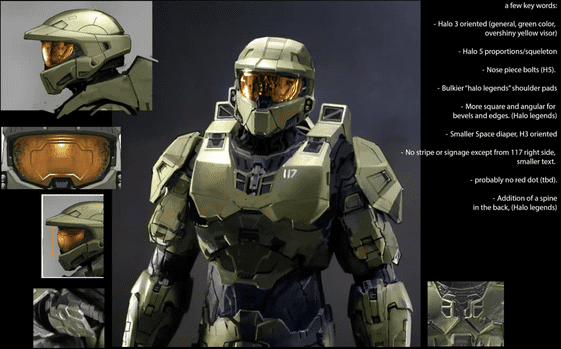 a few key words:
- Halo 3 oriented (general, green color,
overshiny yellow visor)
- Halo 5 proportions/squeleton
- Nose piece bolts (H5).
- Bulkier "halo legends" shoulder pads
- More square and angular for
bevels and edges. (Halo legends)
- Smaller Space diaper, H3 oriented
- No stripe or signage except from 117 right side,
smaller text.
- probably no red dot (tbd).
- Addition of a spine
in the back, (Halo legends)
117